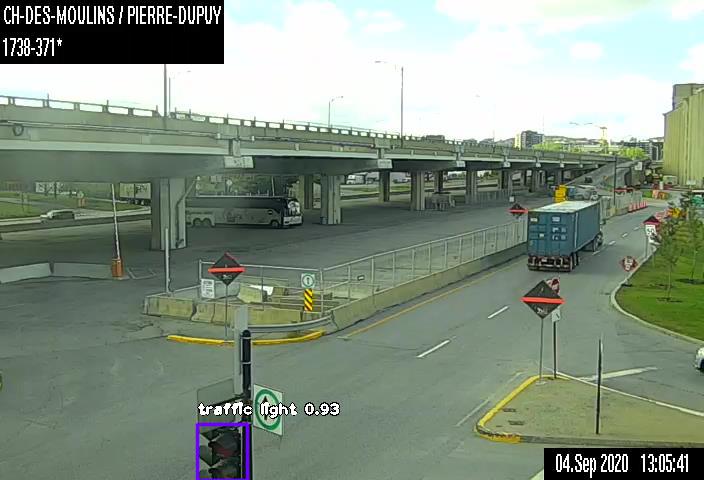 CH-DES-MOULINS / PIERRE-DUPUY
1738-371*
traffic light 0.93
04.Sep 2020 13:05:41